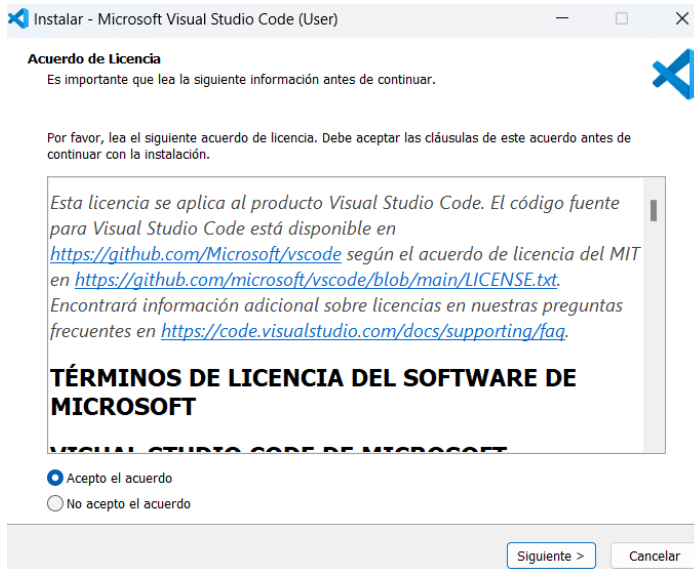 Instalar - Microsoft Visual Studio Code (User)
Acuerdo de Licencia
Es importante que lea la siguiente información antes de continuar.
Por favor, lea el siguiente acuerdo de licencia. Debe aceptar las cláusulas de este acuerdo antes de
continuar con la instalación.
Esta licencia se aplica al producto Visual Studio Code. El código fuente
para Visual Studio Code está disponible en
https://github.com/Microsoft/vscode según el acuerdo de licencia del MIT
en https://github.com/microsoft/vscode/blob/main/LICENSE.txt.
Encontrará información adicional sobre licencias en nuestras preguntas
frecuentes en https://code.visualstudio.com/docs/supporting/faq.
TÉRMINOS DE LICENCIA DEL SOFTWARE DE
MICROSOFT
VISUAL STUDIO CODE DE MICROSOFT
Acepto el acuerdo
No acepto el acuerdo
Siguiente >
Cancelar